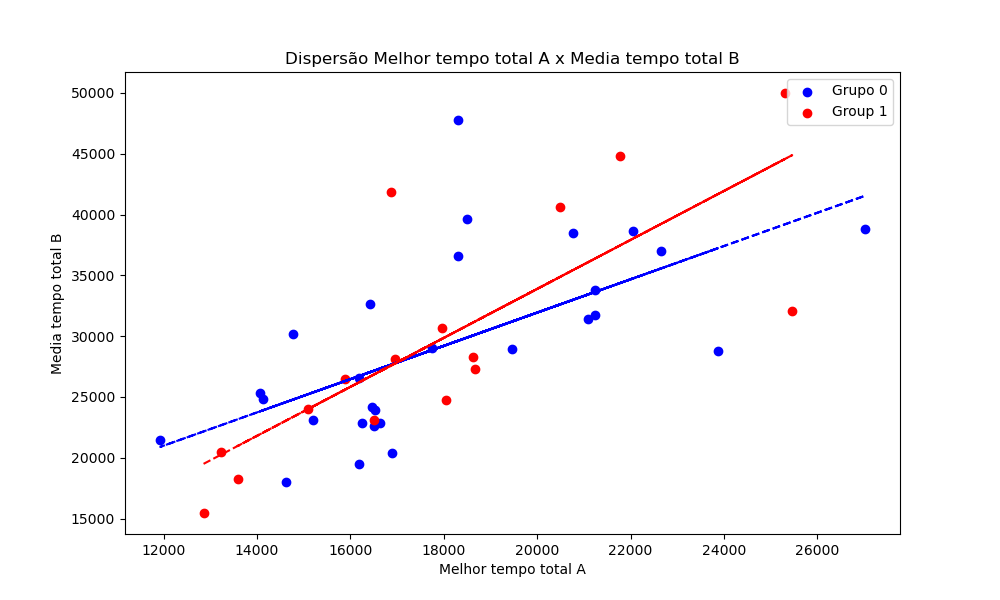 Dispersão Melhor tempo total A x Media tempo total B
Grupo 0
Group 1
Media tempo total B
50000
45000
40000
35000
30000
25000
20000
15000
12000 14000 16000 18000 20000 22000 24000 26000
Melhor tempo total A